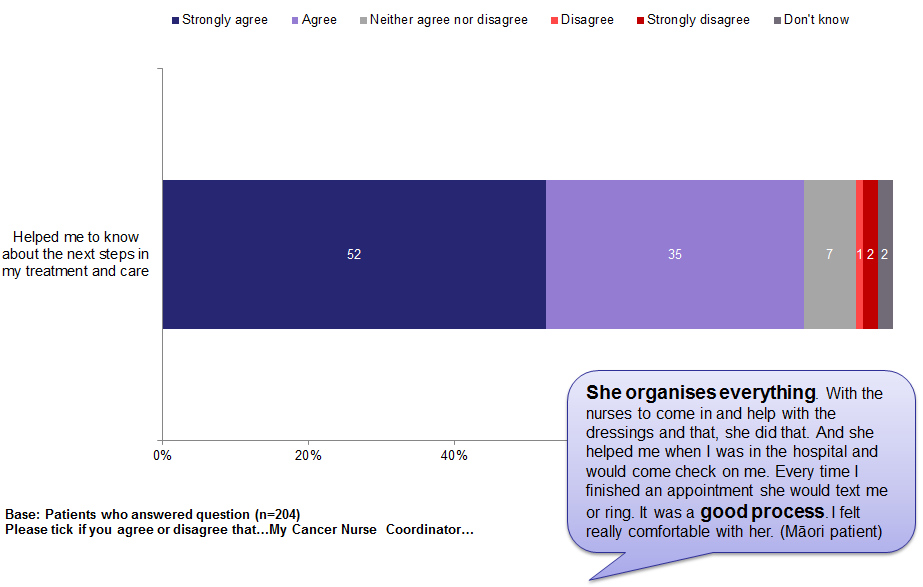 Strongly agree Agree Neither agree nor disagree Disagree Strongly disagree Don't know
Helped me to know
about the next steps in
my treatment and care
52 35 7 1 2 2
0% 20% 40%
She organises everything. With the
nurses to come in and help with the
dressings and that, she did that. And she
helped me when I was in the hospital and
would come check on me. Every time I
finished an appointment she would text me
or ring. It was a good process. I felt
really comfortable with her. (Māori patient)
Base: Patients who answered question (n=204)
Please tick if you agree or disagree that…My Cancer Nurse Coordinator…